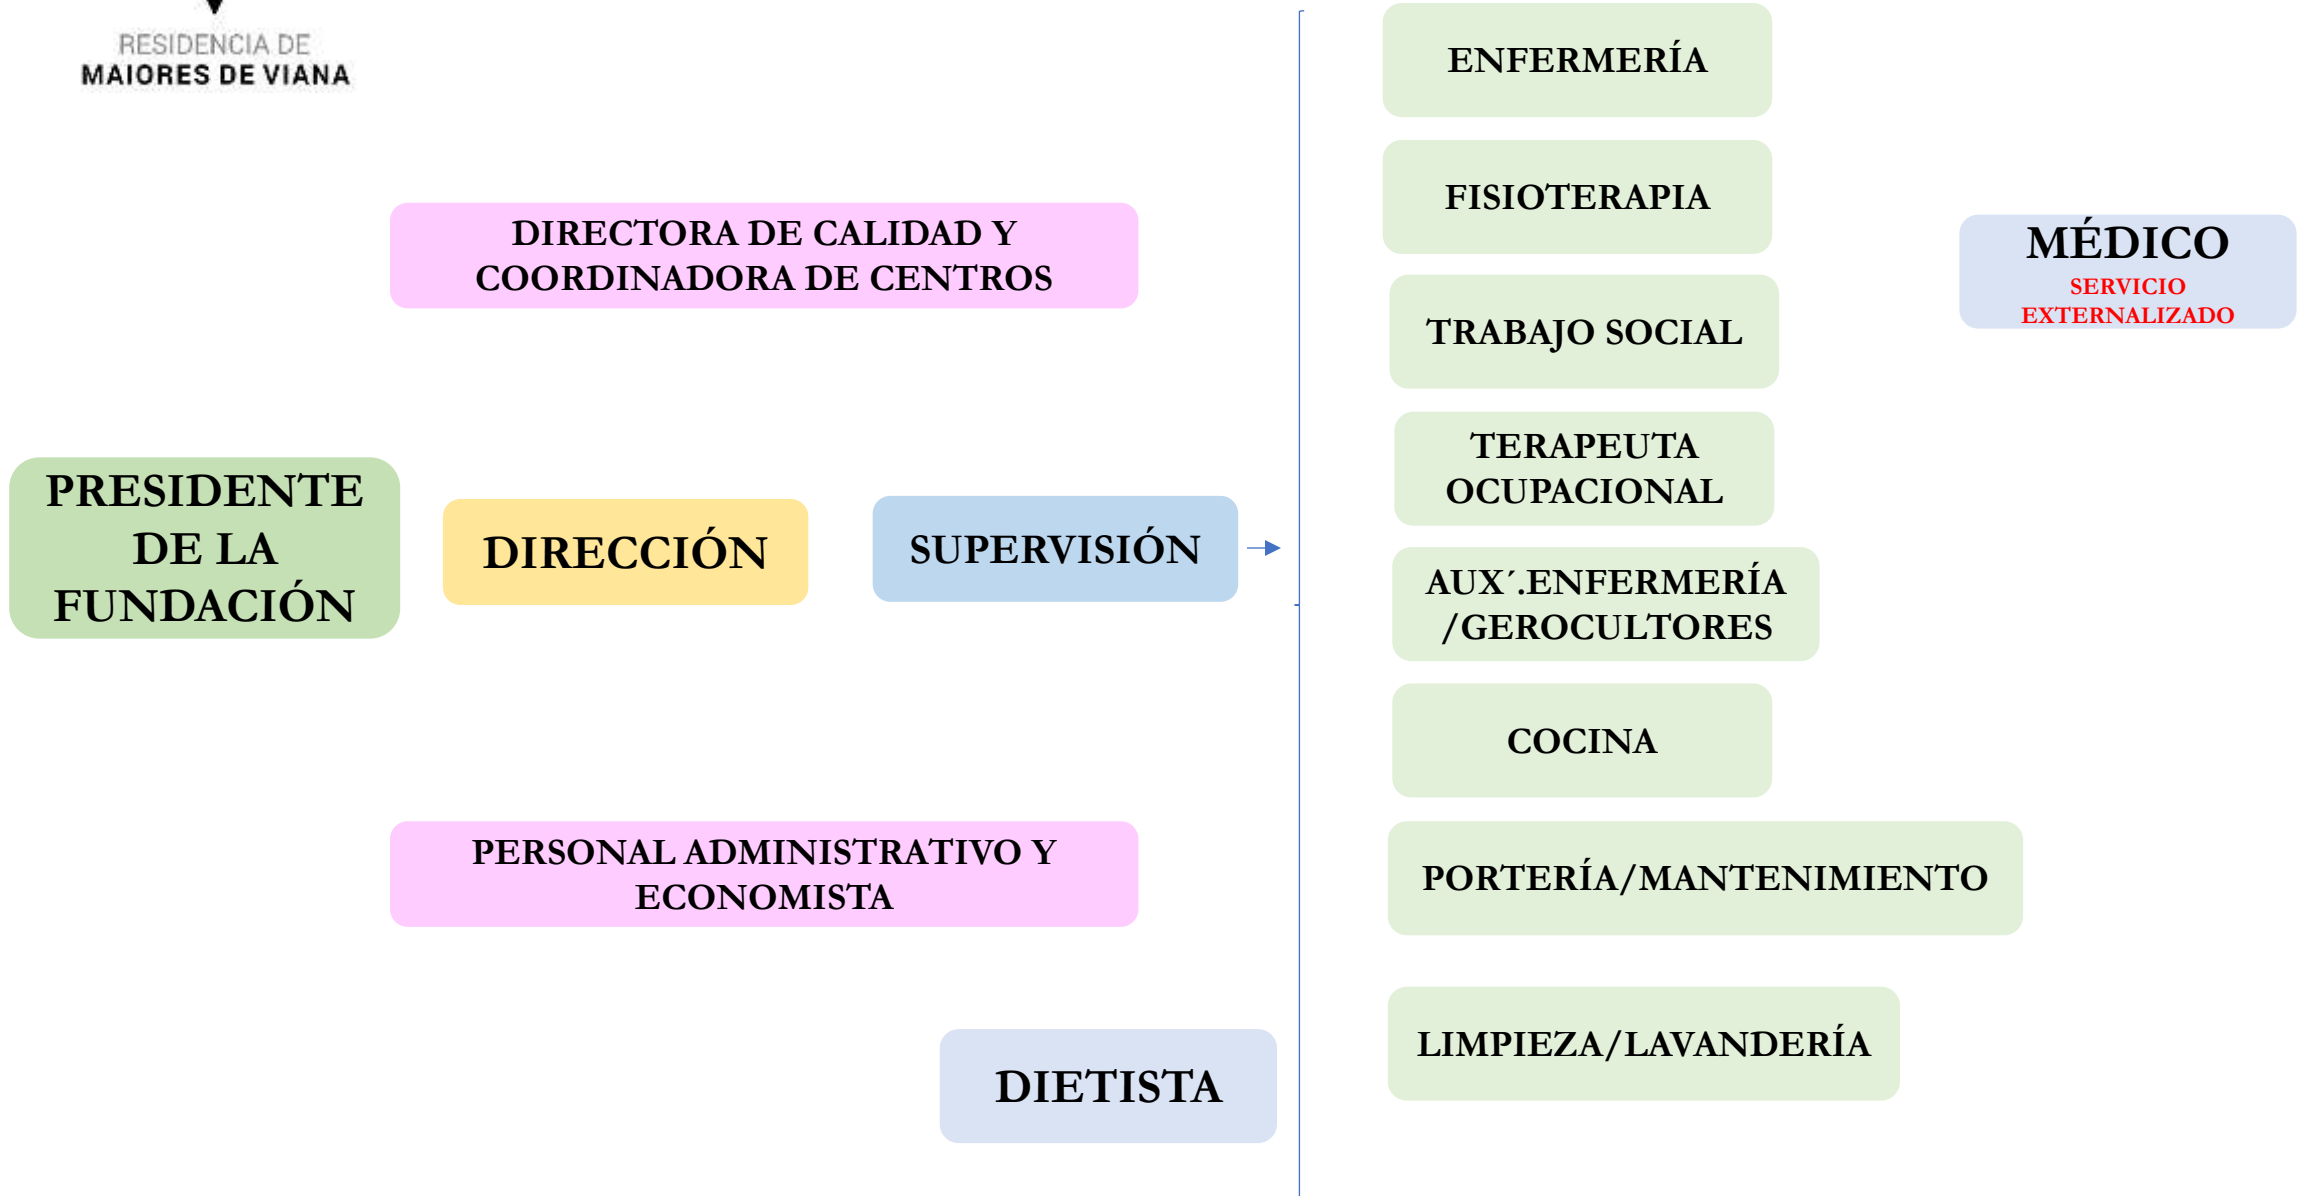 RESIDENCIA DE
MAIORES DE VIANA
DIRECTORA DE CALIDAD Y
COORDINADORA DE CENTROS
PRESIDENTE
DE LA
FUNDACIÓN
DIRECCIÓN
SUPERVISIÓN
PERSONAL ADMINISTRATIVO Y
ECONOMISTA
DIETISTA
ENFERMERÍA
FISIOTERAPIA
TRABAJO SOCIAL
TERAPEUTA
OCUPACIONAL
AUX´.ENFERMERÍA
/GEROCULTORES
COCINA
PORTERÍA/MANTENIMIENTO
LIMPIEZA/LAVANDERÍA
MÉDICO
SERVICIO
EXTERNALIZADO